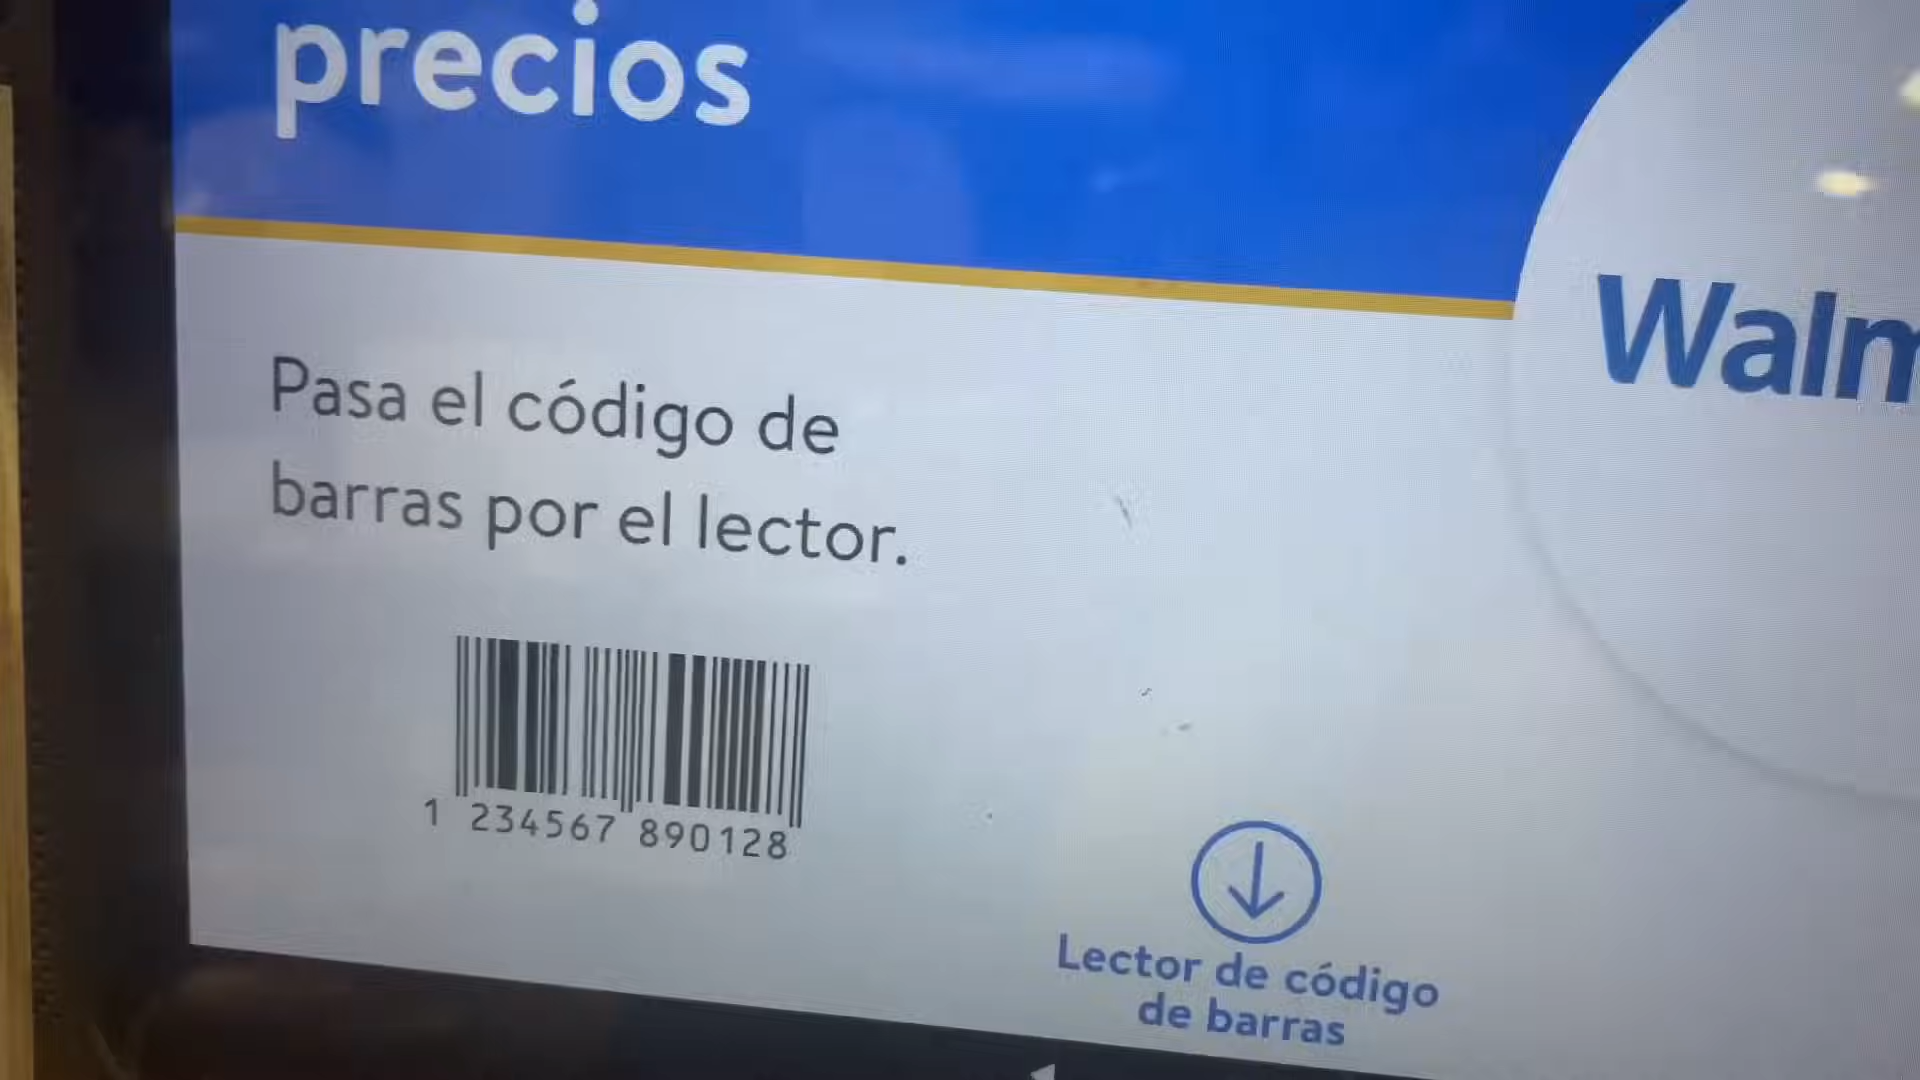 precios
Walm
Pasa el código de
barras por el lector.
1 234567 890128
Lector de código
de barras